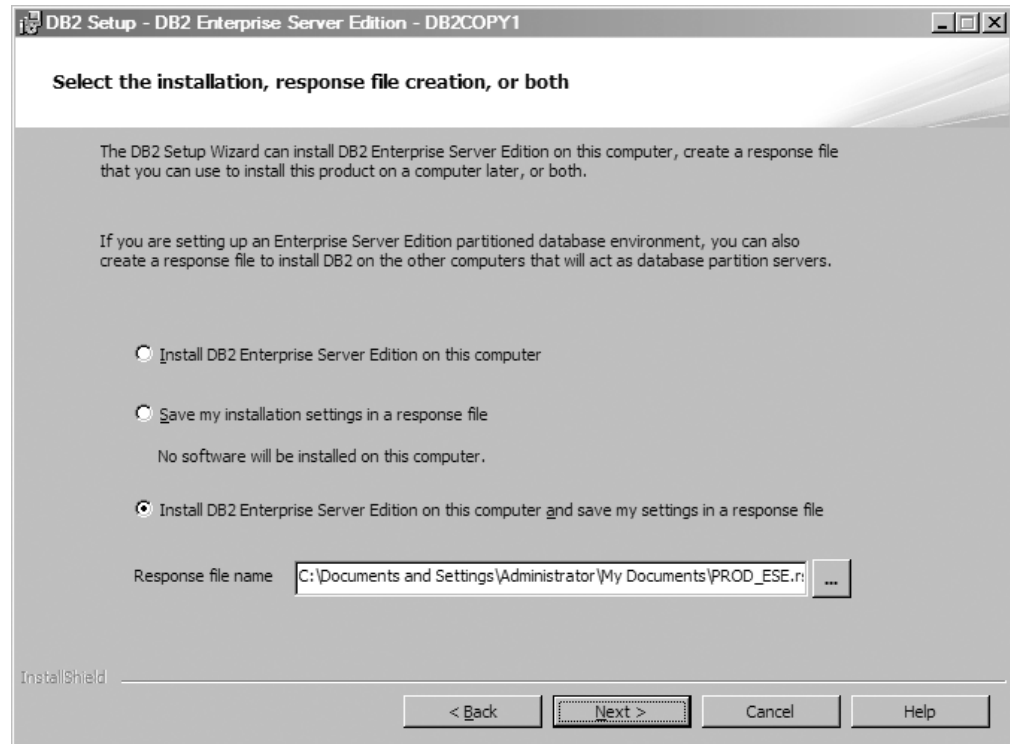 DB2 Setup - DB2 Enterprise Server Edition - DB2COPY1
Select the installation, response file creation, or both
The DB2 Setup Wizard can install DB2 Enterprise Server Edition on this computer, create a response file
that you can use to install this product on a computer later, or both.
If you are setting up an Enterprise Server Edition partitioned database environment, you can also
create a response file to install DB2 on the other computers that will act as database partition servers.
Install DB2 Enterprise Server Edition on this computer
Save my installation settings in a response file
No software will be installed on this computer.
Install DB2 Enterprise Server Edition on this computer and save my settings in a response file
Response file name C:\Documents and Settings\Administrator\My Documents\PROD_ESE.r ...
InstallShield
< Back Next > Cancel Help